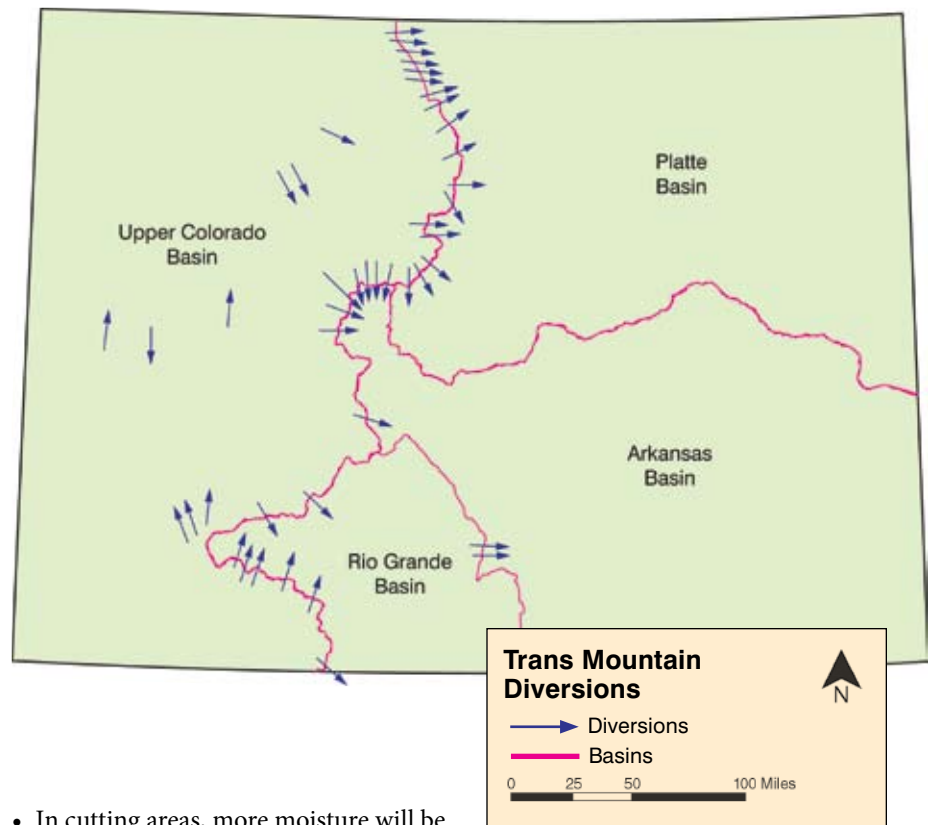 Platte
Basin
Upper Colorado
Basin
Arkansas
Basin
Rio Grande
Basin
Trans Mountain
Diversions
N
Diversions
Basins
0 25 50 100 Miles
• In cutting areas, more moisture will be